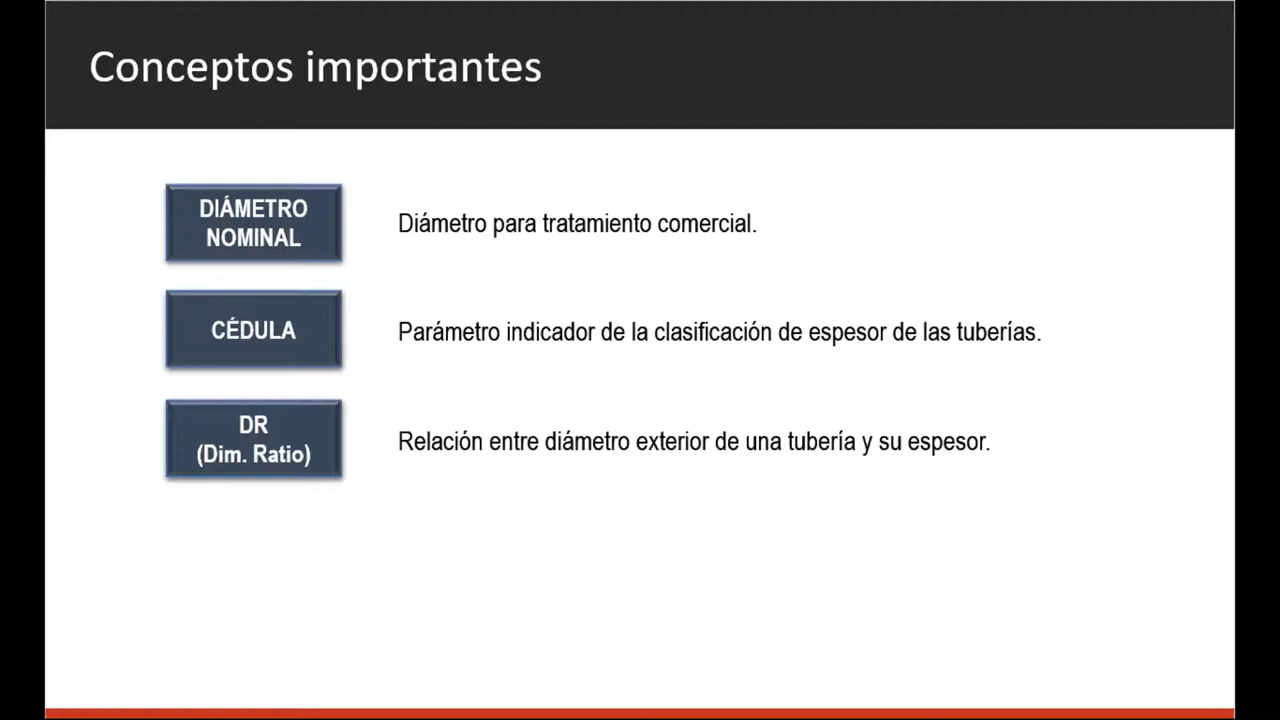 Conceptos importantes
DIÁMETRO
NOMINAL
Diámetro para tratamiento comercial.
CÉDULA
Parámetro indicador de la clasificación de espesor de las tuberías.
DR
(Dim. Ratio)
Relación entre diámetro exterior de una tubería y su espesor.